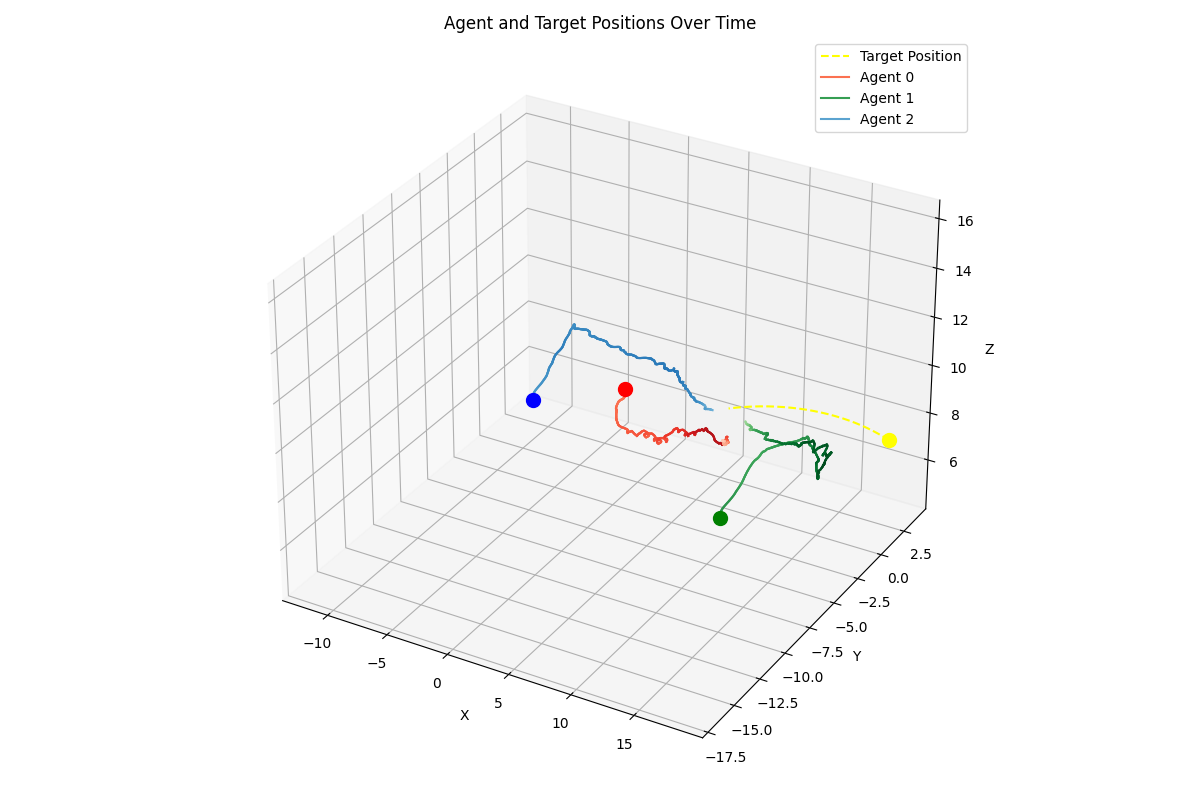 Agent and Target Positions Over Time
Target Position
Agent 0
Agent 1
Agent 2
16
14
12
10
8
6
Z
2.5
0.0
−2.5
−5.0
−7.5
−10.0
−12.5
−15.0
−17.5
Y
−10
−5
0
5
10
15
X